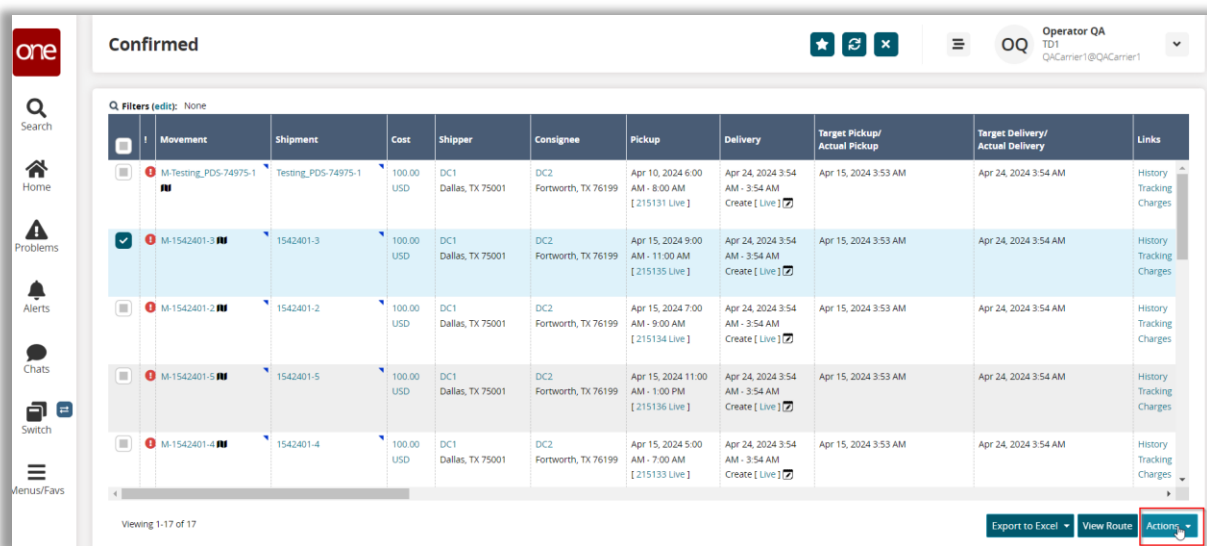 one
Confirmed
OQ
Operator QA
TD1
QACarrier1@QACarrier1
Search
Home
Problems
Alerts
Chats
Switch
Menus/Favs
Filters (edit): None
! Movement Shipment Cost Shipper Consignee Pickup Delivery Target Pickup/ Target Delivery/ Links
Actual Pickup Actual Delivery
M-Testing_PDS-74975-1 Testing_PDS-74975-1 100.00 DC1 DC2 Apr 10, 2024 6:00 Apr 24, 2024 3:54 Apr 15, 2024 3:53 AM Apr 24, 2024 3:54 AM History
USD Dallas, TX 75001 Fortworth, TX 76199 AM - 8:00 AM AM - 3:54 AM Tracking
[ 215131 Live ] Create [ Live ] Charges
M-1542401-3 1542401-3 100.00 DC1 DC2 Apr 15, 2024 9:00 Apr 24, 2024 3:54 Apr 15, 2024 3:53 AM Apr 24, 2024 3:54 AM History
USD Dallas, TX 75001 Fortworth, TX 76199 AM - 11:00 AM AM - 3:54 AM Tracking
[ 215135 Live ] Create [ Live ] Charges
M-1542401-2 1542401-2 100.00 DC1 DC2 Apr 15, 2024 7:00 Apr 24, 2024 3:54 Apr 15, 2024 3:53 AM Apr 24, 2024 3:54 AM History
USD Dallas, TX 75001 Fortworth, TX 76199 AM - 9:00 AM AM - 3:54 AM Tracking
[ 215134 Live ] Create [ Live ] Charges
M-1542401-5 1542401-5 100.00 DC1 DC2 Apr 15, 2024 11:00 Apr 24, 2024 3:54 Apr 15, 2024 3:53 AM Apr 24, 2024 3:54 AM History
USD Dallas, TX 75001 Fortworth, TX 76199 AM - 1:00 PM AM - 3:54 AM Tracking
[ 215136 Live ] Create [ Live ] Charges
M-1542401-4 1542401-4 100.00 DC1 DC2 Apr 15, 2024 5:00 Apr 24, 2024 3:54 Apr 15, 2024 3:53 AM Apr 24, 2024 3:54 AM History
USD Dallas, TX 75001 Fortworth, TX 76199 AM - 7:00 AM AM - 3:54 AM Tracking
[ 215133 Live ] Create [ Live ] Charges
Viewing 1-17 of 17
Export to Excel View Route Actions